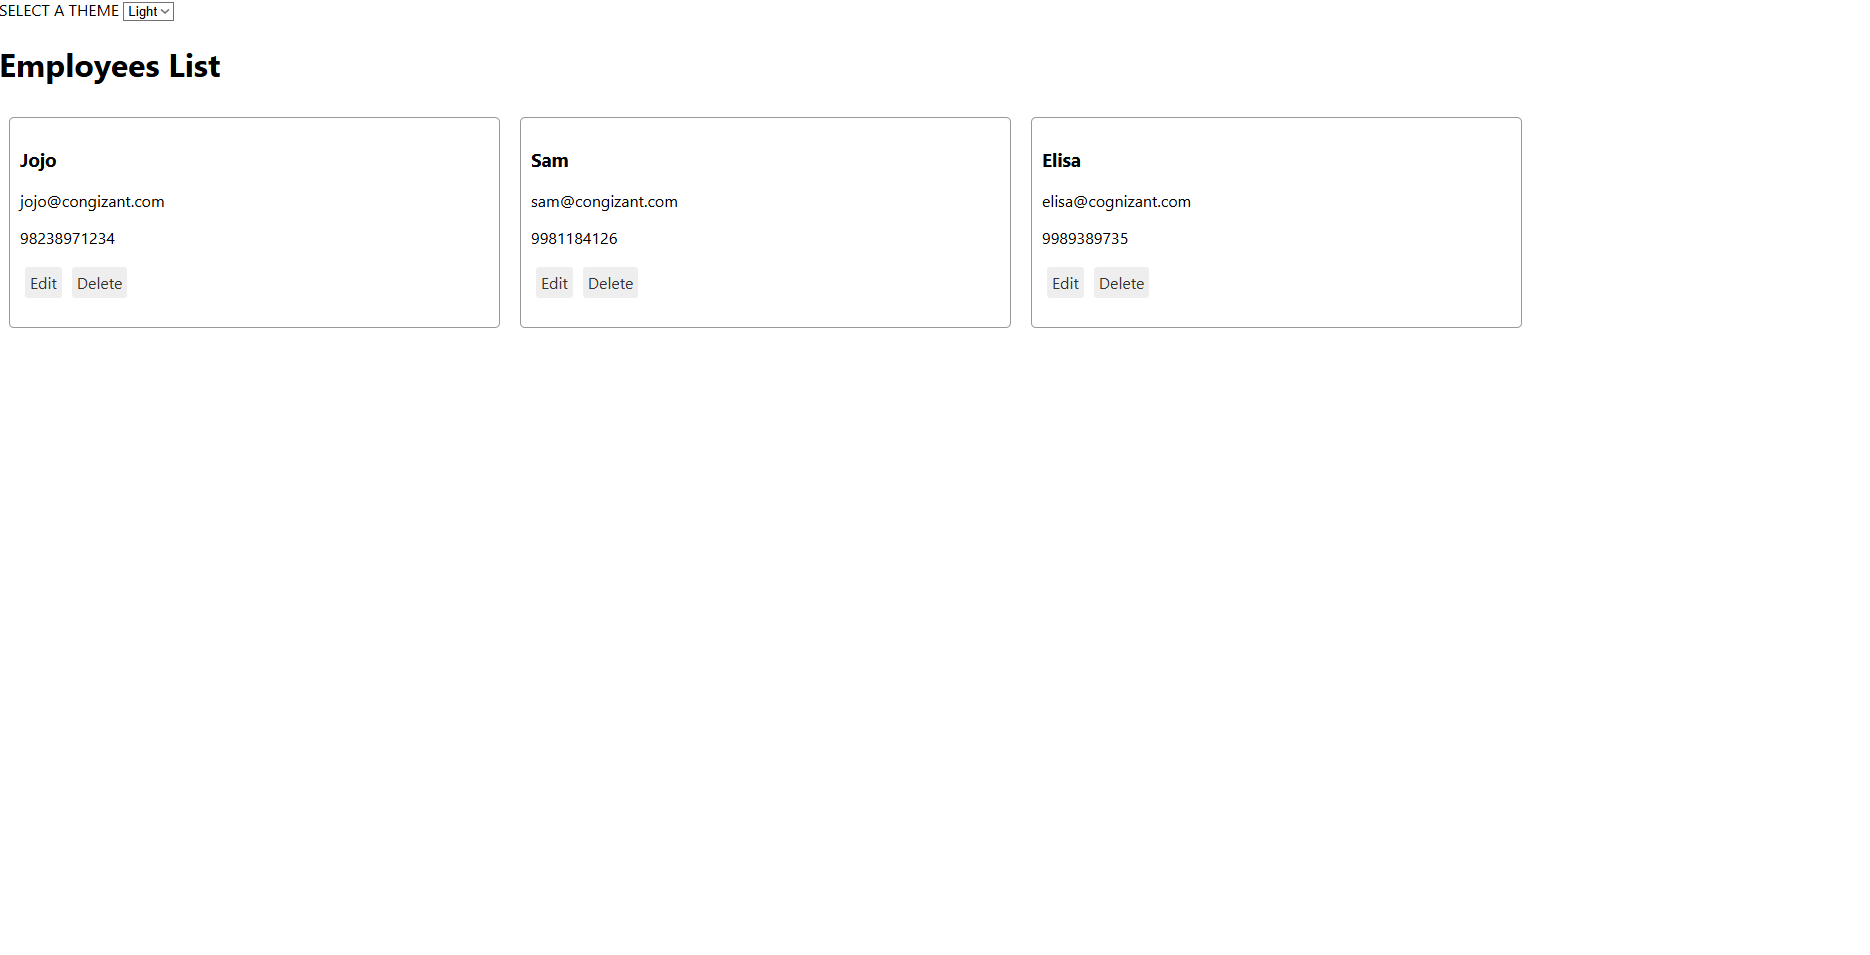 SELECT A THEME Light
Employees List
Jojo
jojo@congizant.com
98238971234
Edit Delete
Sam
sam@congizant.com
9981184126
Edit Delete
Elisa
elisa@cognizant.com
9989389735
Edit Delete